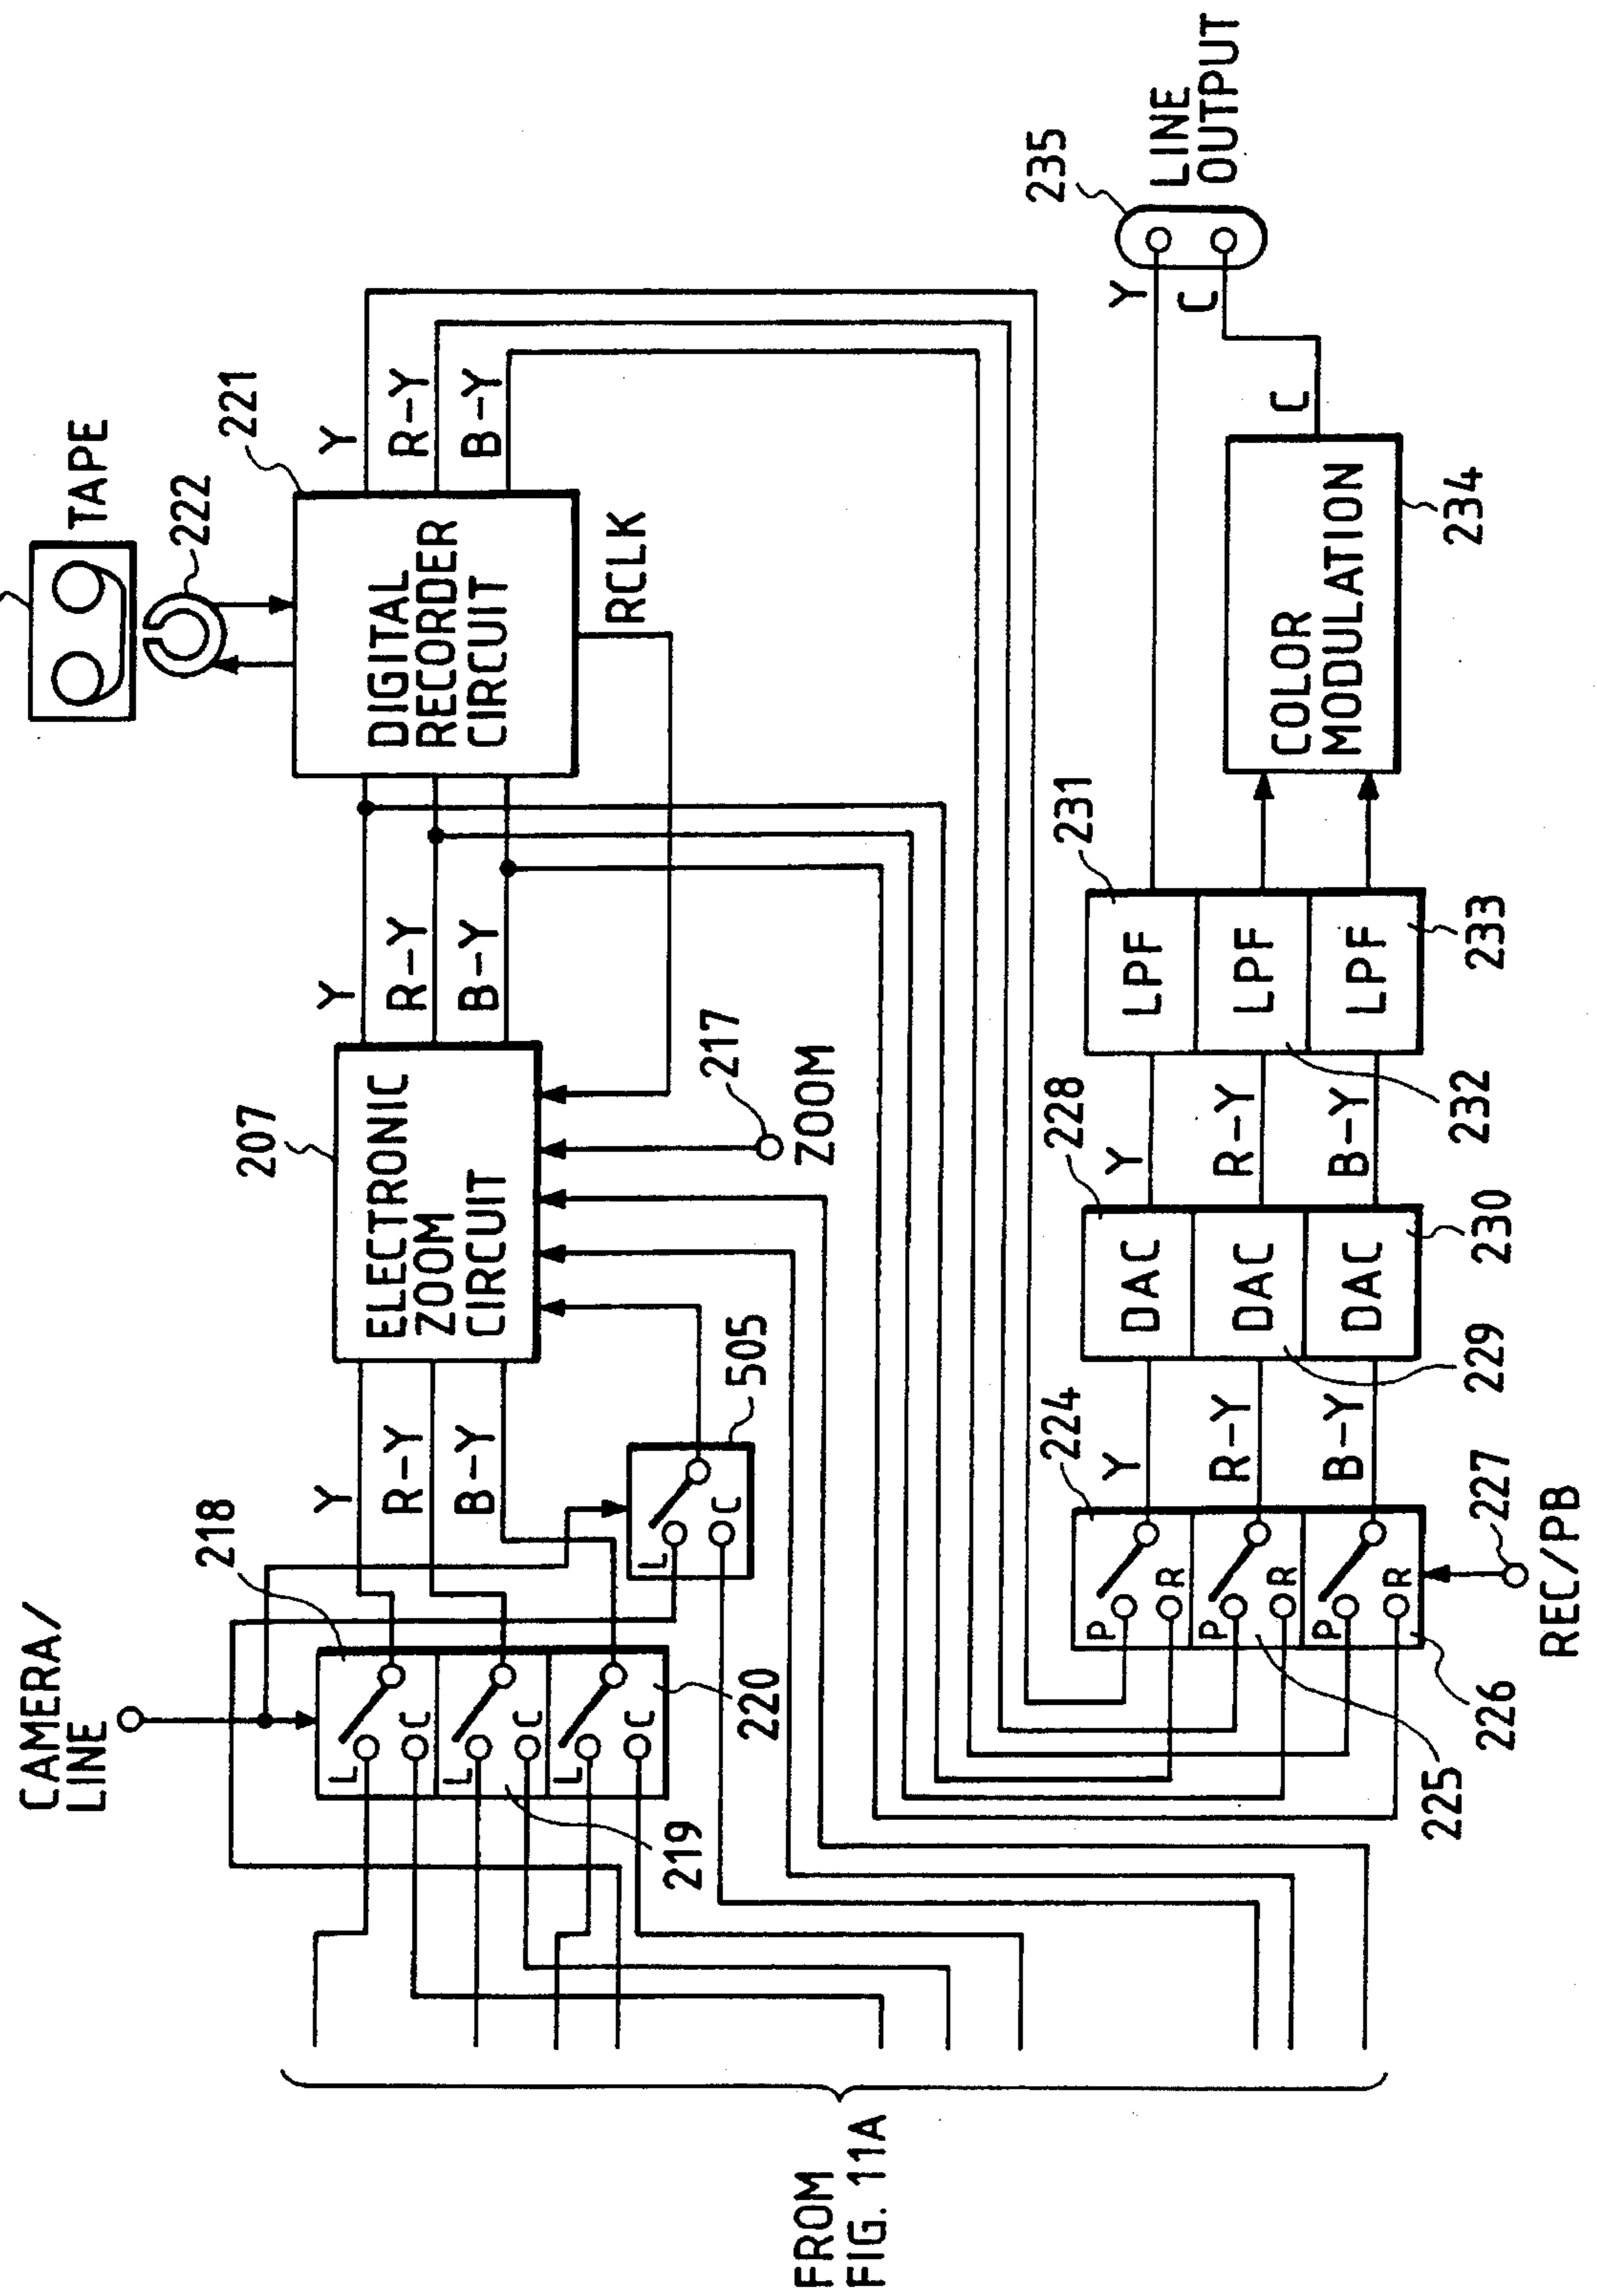 CAMERA/
LINE
218
L
C
L
C
L
C
219
220
Y
R-Y
B-Y
L
C
505
207
ELECTRONIC
ZOOM
CIRCUIT
217
ZOOM
Y
R-Y
B-Y
TAPE
222
221
DIGITAL
RECORDER
CIRCUIT
RCLK
Y
R-Y
B-Y
FROM
FIG. 11A
224
P
R
P
R
P
R
225
226
227
REC/PB
Y
R-Y
B-Y
228
DAC
DAC
DAC
229
230
Y
R-Y
B-Y
231
LPF
LPF
LPF
232
233
COLOR
MODULATION
234
C
Y
C
235
LINE
OUTPUT